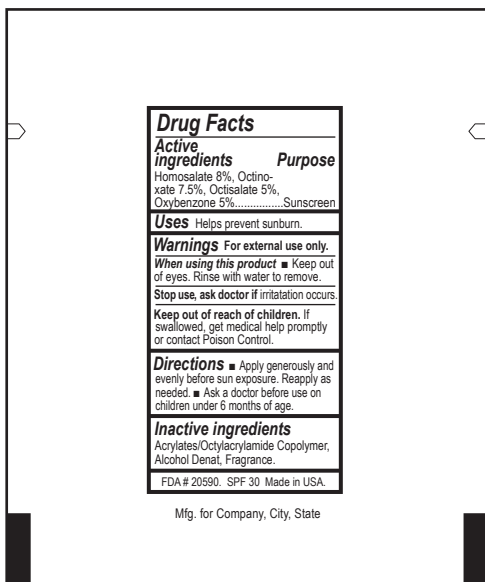 Drug Facts
Active
ingredients Purpose
Homosalate 8%, Octino-
xate 7.5%, Octisalate 5%,
Oxybenzone 5%................Sunscreen
Uses Helps prevent sunburn.
Warnings For external use only.
When using this product ■ Keep out
of eyes. Rinse with water to remove.
Stop use, ask doctor if irritatation occurs.
Keep out of reach of children. If
swallowed, get medical help promptly
or contact Poison Control.
Directions ■ Apply generously and
evenly before sun exposure. Reapply as
needed. ■ Ask a doctor before use on
children under 6 months of age.
Inactive ingredients
Acrylates/Octylacrylamide Copolymer,
Alcohol Denat, Fragrance.
FDA # 20590. SPF 30 Made in USA.
Mfg. for Company, City, State